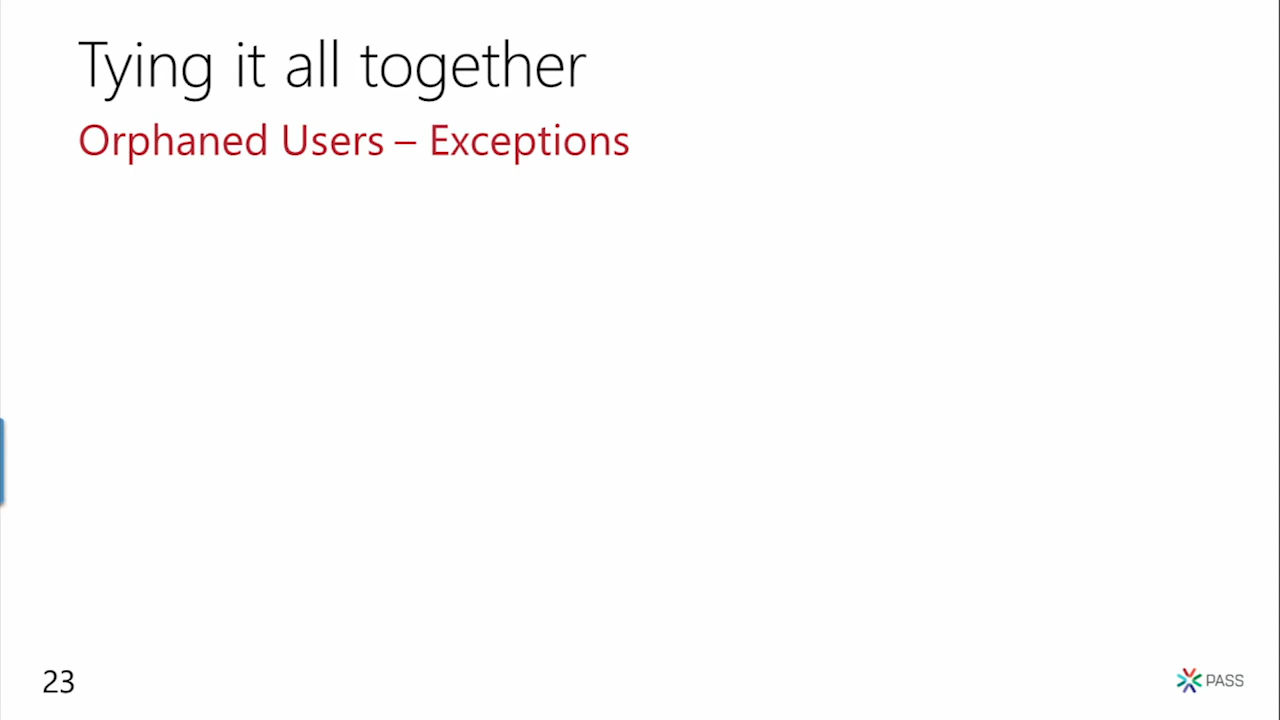 Tying it all together
Orphaned Users – Exceptions
23
PASS